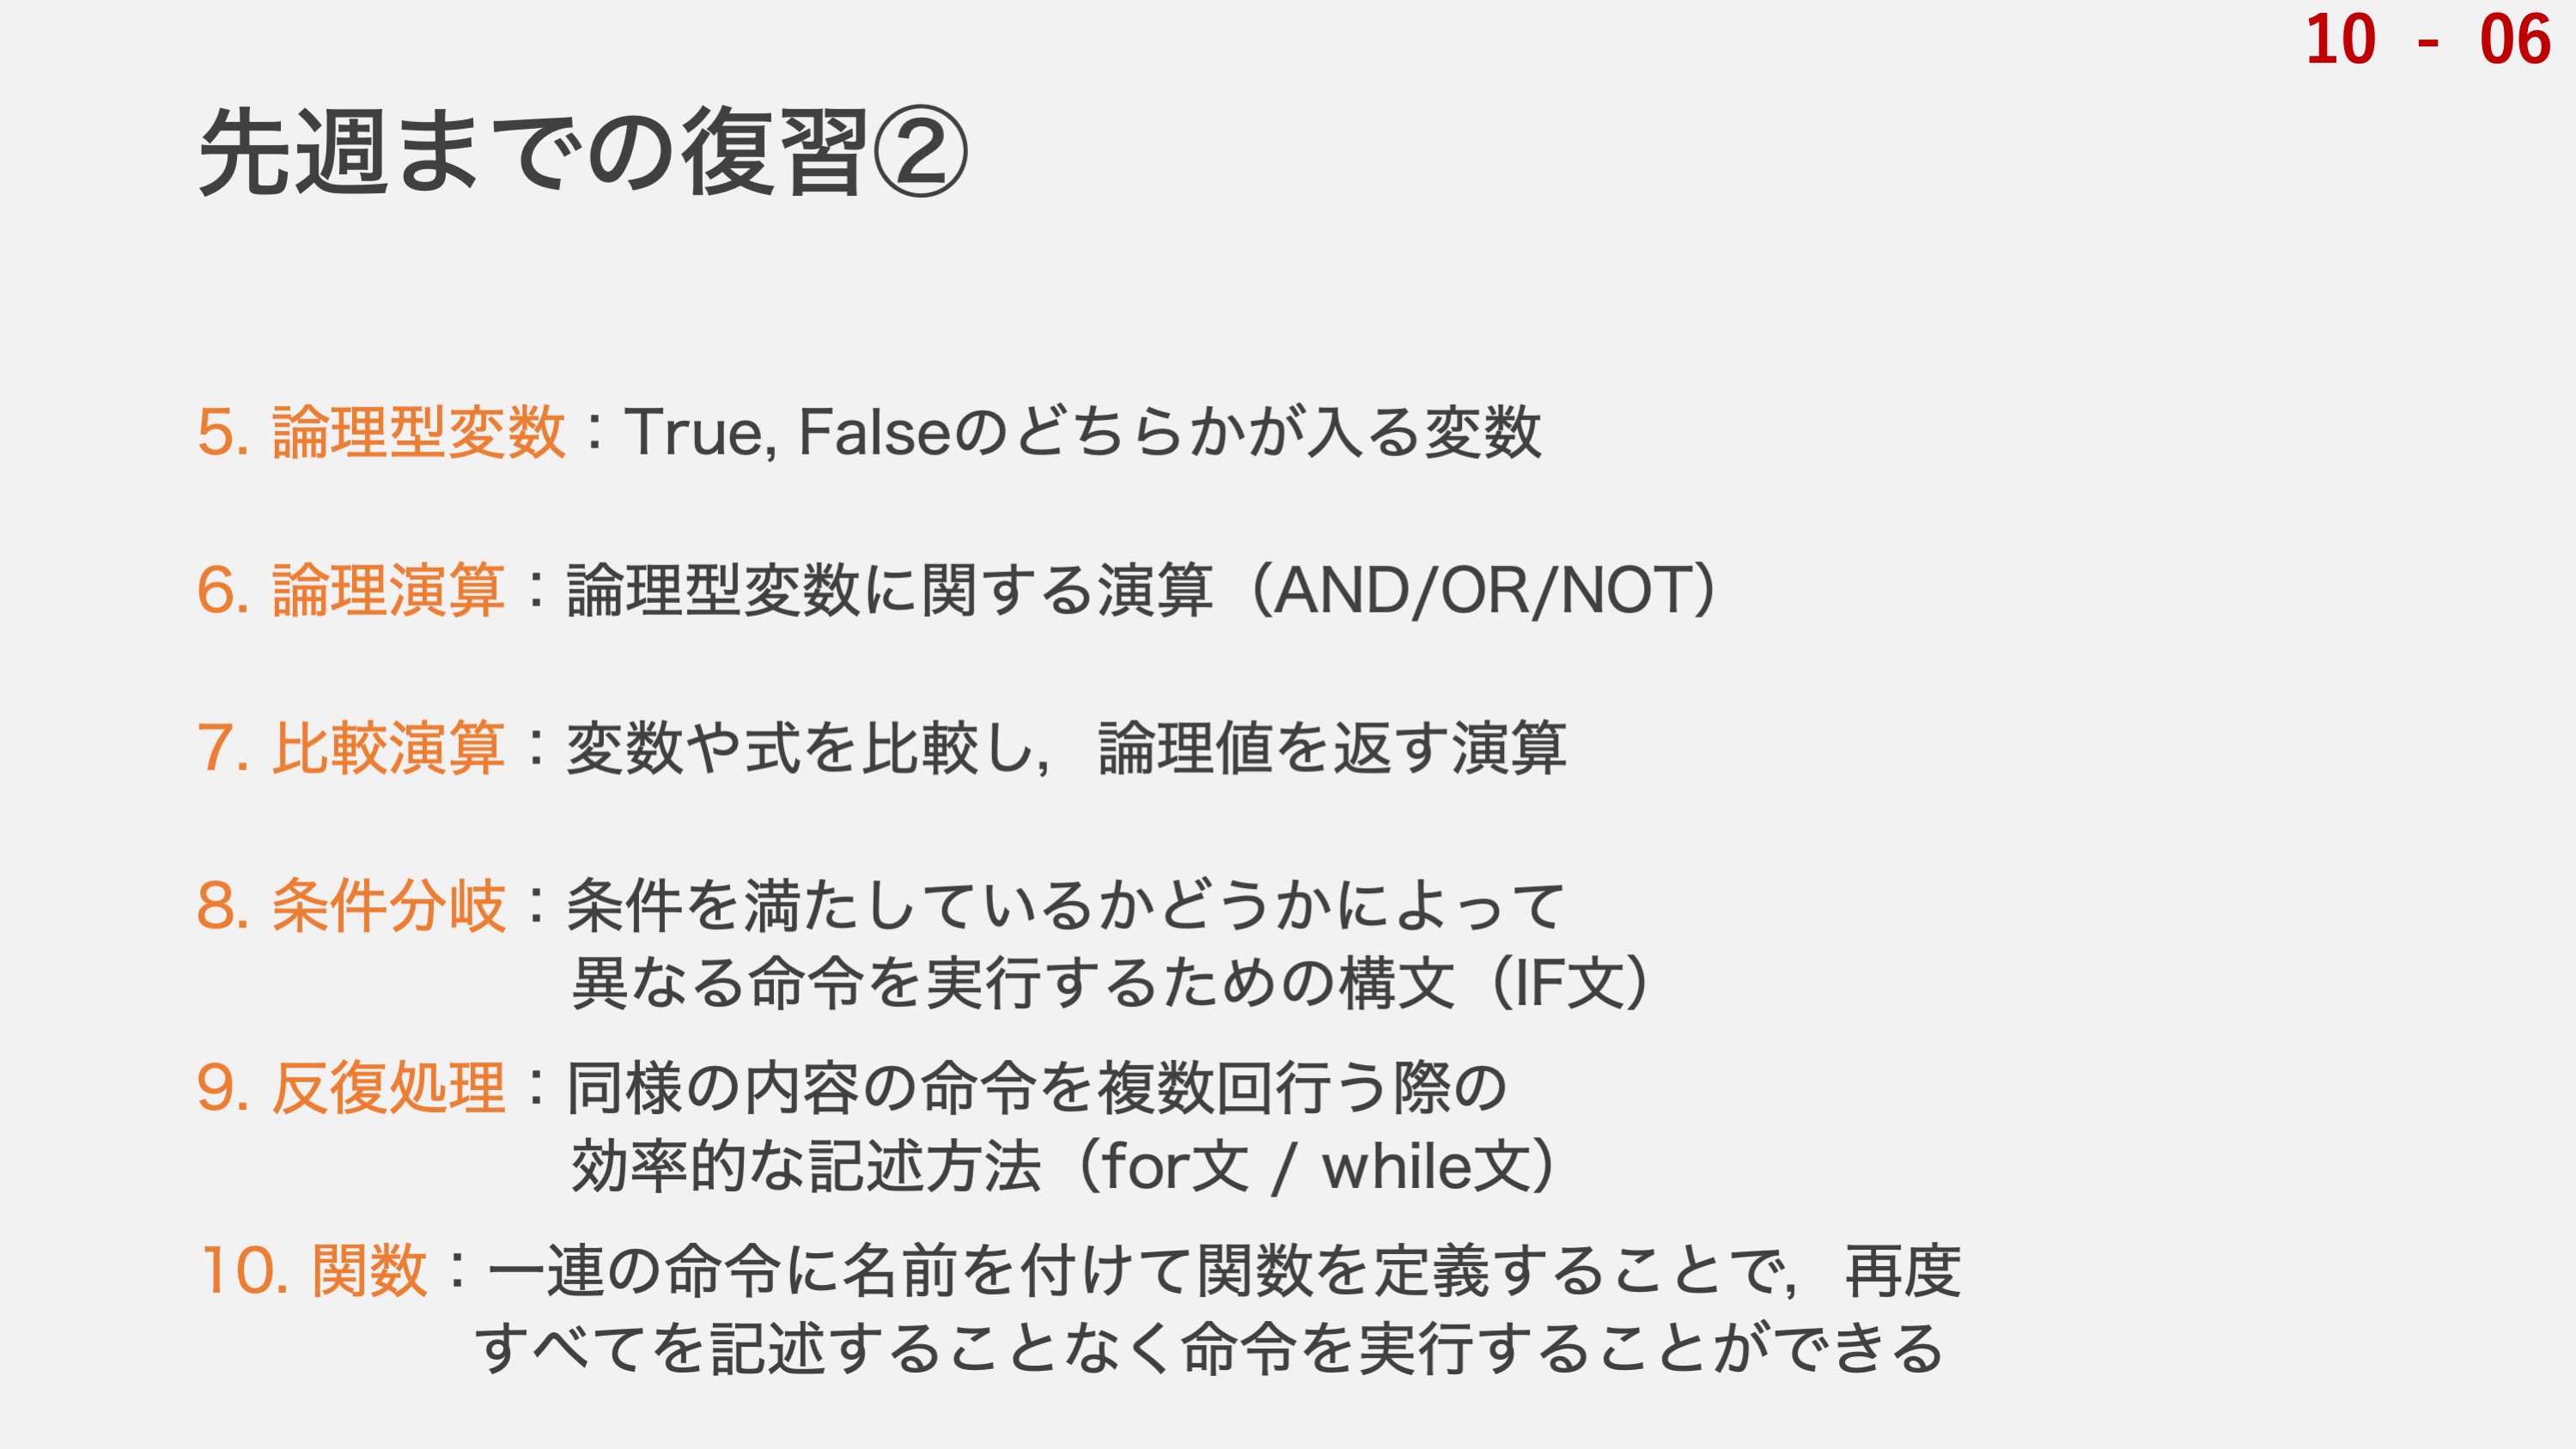 10 - 06
先週までの復習②
5. 論理型変数：True, Falseのどちらかが入る変数
6. 論理演算：論理型変数に関する演算（AND/OR/NOT）
7. 比較演算：変数や式を比較し，論理値を返す演算
8. 条件分岐：条件を満たしているかどうかによって
異なる命令を実行するための構文（IF文）
9. 反復処理：同様の内容の命令を複数回行う際の
効率的な記述方法（for文 / while文）
10. 関数：一連の命令に名前を付けて関数を定義することで，再度
すべてを記述することなく命令を実行することができる